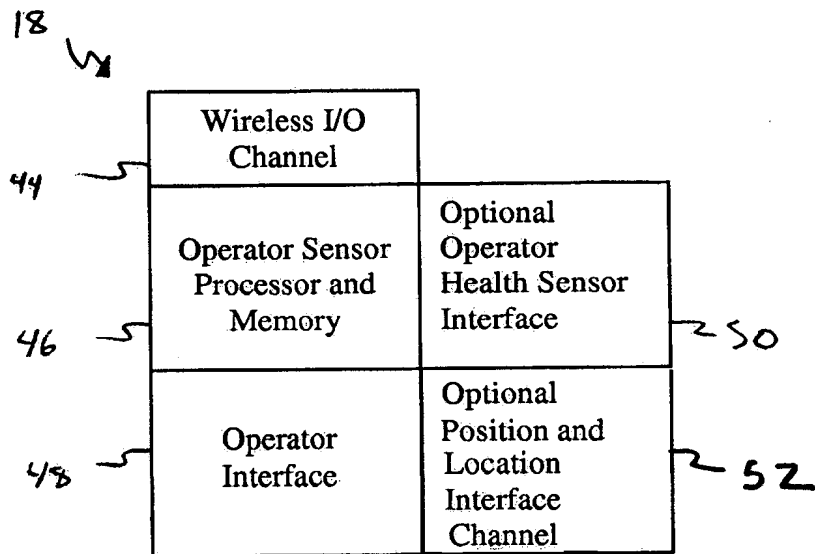 18
Wireless I/O
Channel
44
Operator Sensor
Processor and
Memory
46
Optional
Operator
Health Sensor
Interface
50
Operator
Interface
48
Optional
Position and
Location
Interface
Channel
52